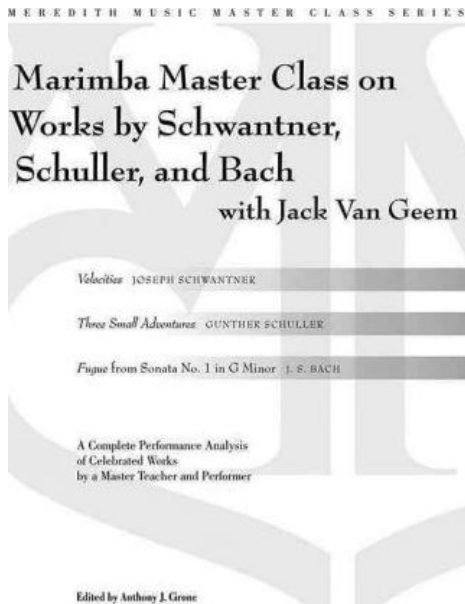 MEREDITH MUSIC MASTER CLASS SERIES
Marimba Master Class on
Works by Schwantner,
Schuller, and Bach
with Jack Van Geem
Velocities JOSEPH SCHWANTNER
Three Small Adventures GUNTHER SCHULLER
Fugue from Sonata No. 1 in G Minor J. S. BACH
A Complete Performance Analysis
of Celebrated Works
by a Master Teacher and Performer
Edited by Anthony J. Cirone